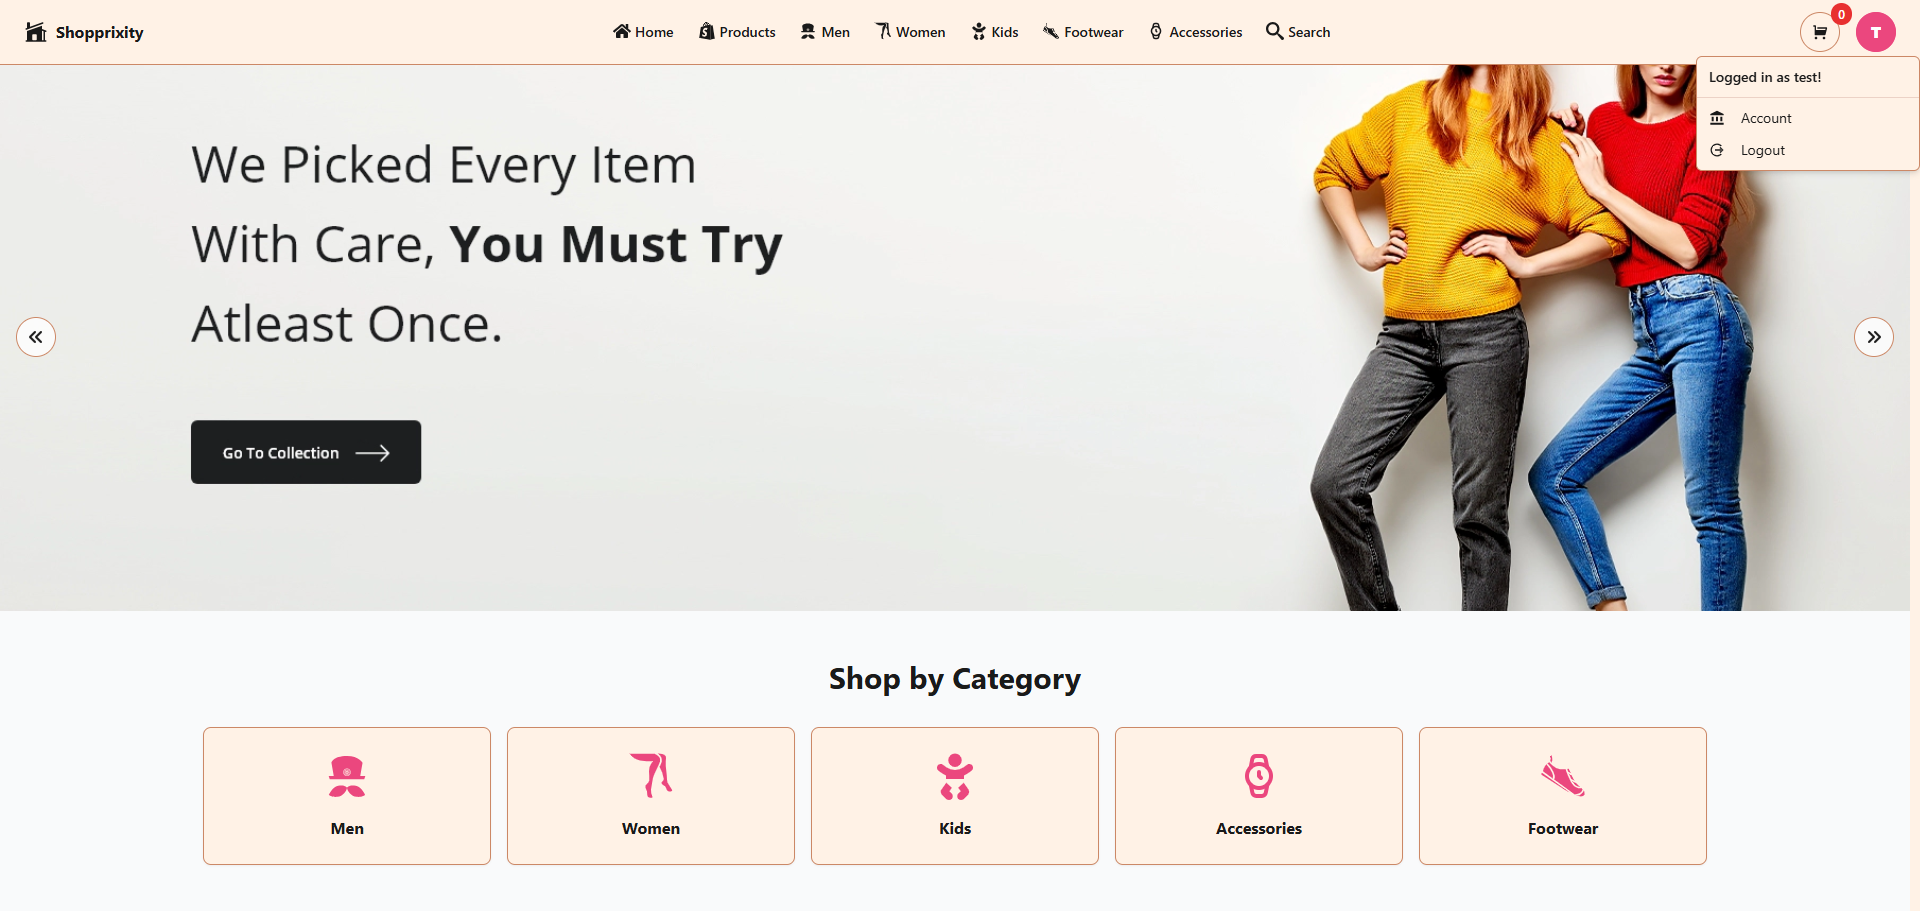 Shopprixity
Home
Products
Men
Women
Kids
Footwear
Accessories
Search
0
T
Logged in as test!
Account
Logout
We Picked Every Item
With Care, You Must Try
Atleast Once.
Go To Collection
Shop by Category
Men
Women
Kids
Accessories
Footwear